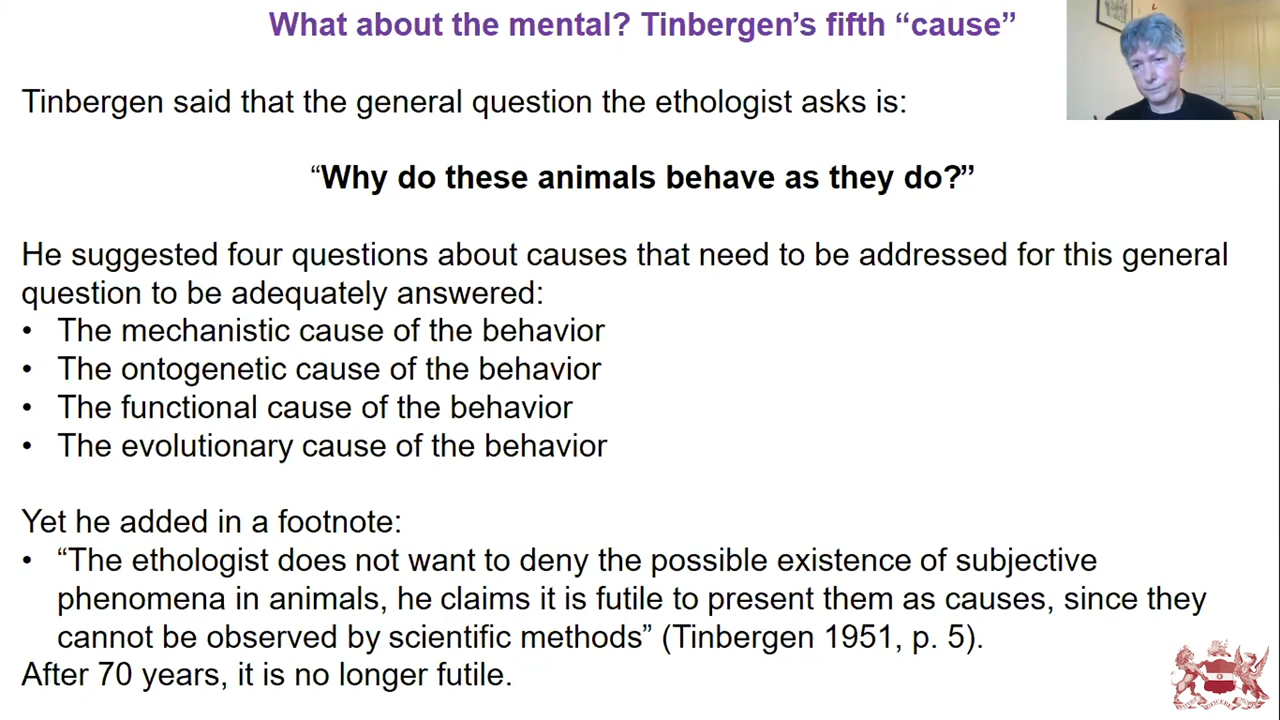 What about the mental? Tinbergen’s fifth “cause”
Tinbergen said that the general question the ethologist asks is:
“Why do these animals behave as they do?”
He suggested four questions about causes that need to be addressed for this general
question to be adequately answered:
• The mechanistic cause of the behavior
• The ontogenetic cause of the behavior
• The functional cause of the behavior
• The evolutionary cause of the behavior
Yet he added in a footnote:
• “The ethologist does not want to deny the possible existence of subjective
phenomena in animals, he claims it is futile to present them as causes, since they
cannot be observed by scientific methods” (Tinbergen 1951, p. 5).
After 70 years, it is no longer futile.